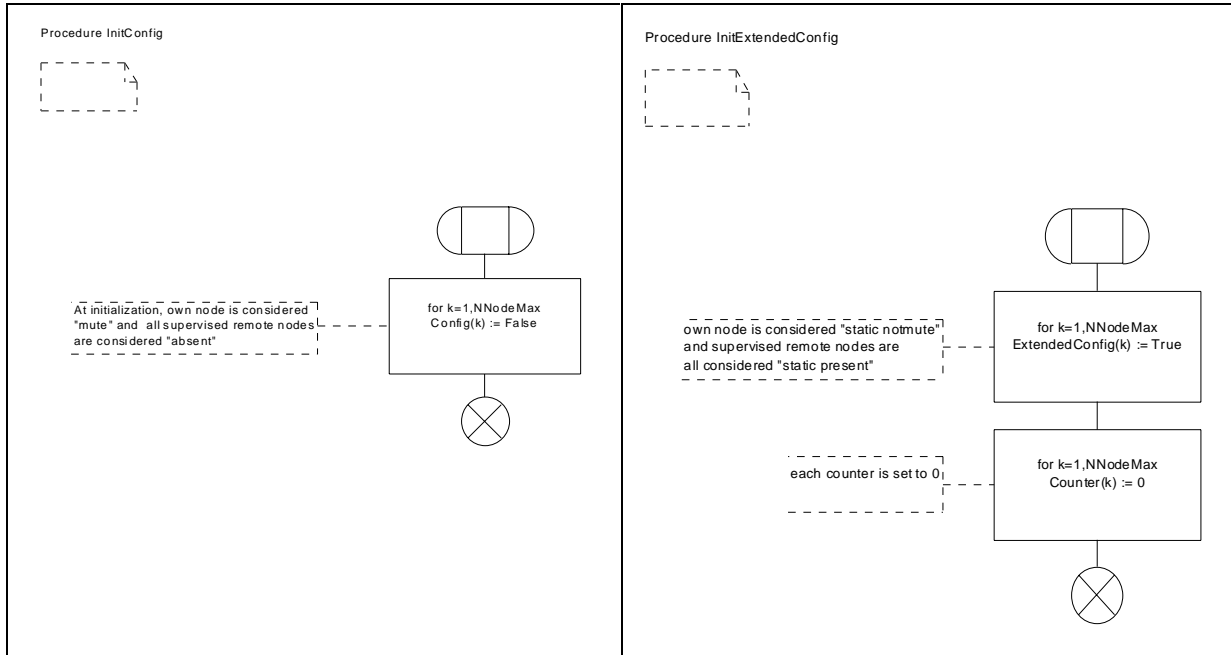 Procedure InitConfig
At initialization, own node is considered
"mute" and all supervised remote nodes
are considered "absent"
for k=1,NNodeMax
Config(k) := False
Procedure InitExtendedConfig
own node is considered "static notmute"
and supervised remote nodes are
all considered "static present"
for k=1,NNodeMax
ExtendedConfig(k) := True
each counter is set to 0
for k=1,NNodeMax
Counter(k) := 0